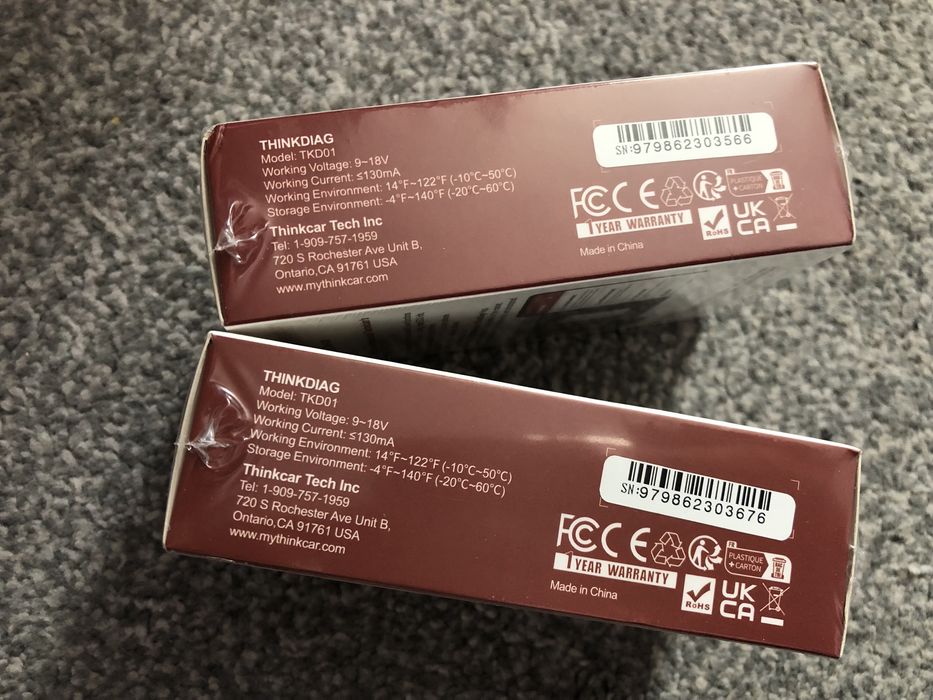 THINKDIAG
Model: TKD01
Working Voltage: 9~18V
Working Current: ≤130mA
Working Environment: 14°F~122°F (-10°C~50°C)
Storage Environment: -4°F~140°F (-20°C~60°C)
Thinkcar Tech Inc
Tel: 1-909-757-1959
720 S Rochester Ave Unit B,
Ontario,CA 91761 USA
www.mythinkcar.com
SN:979862303566
FC CE
FR
PLASTIQUE
+CARTON
1 YEAR WARRANTY
RoHS
UK
CA
Made in China
THINKDIAG
Model: TKD01
Working Voltage: 9~18V
Working Current: ≤130mA
Working Environment: 14°F~122°F (-10°C~50°C)
Storage Environment: -4°F~140°F (-20°C~60°C)
Thinkcar Tech Inc
Tel: 1-909-757-1959
720 S Rochester Ave Unit B,
Ontario,CA 91761 USA
www.mythinkcar.com
SN:979862303676
FC CE
FR
PLASTIQUE
+CARTON
1 YEAR WARRANTY
RoHS
UK
CA
Made in China